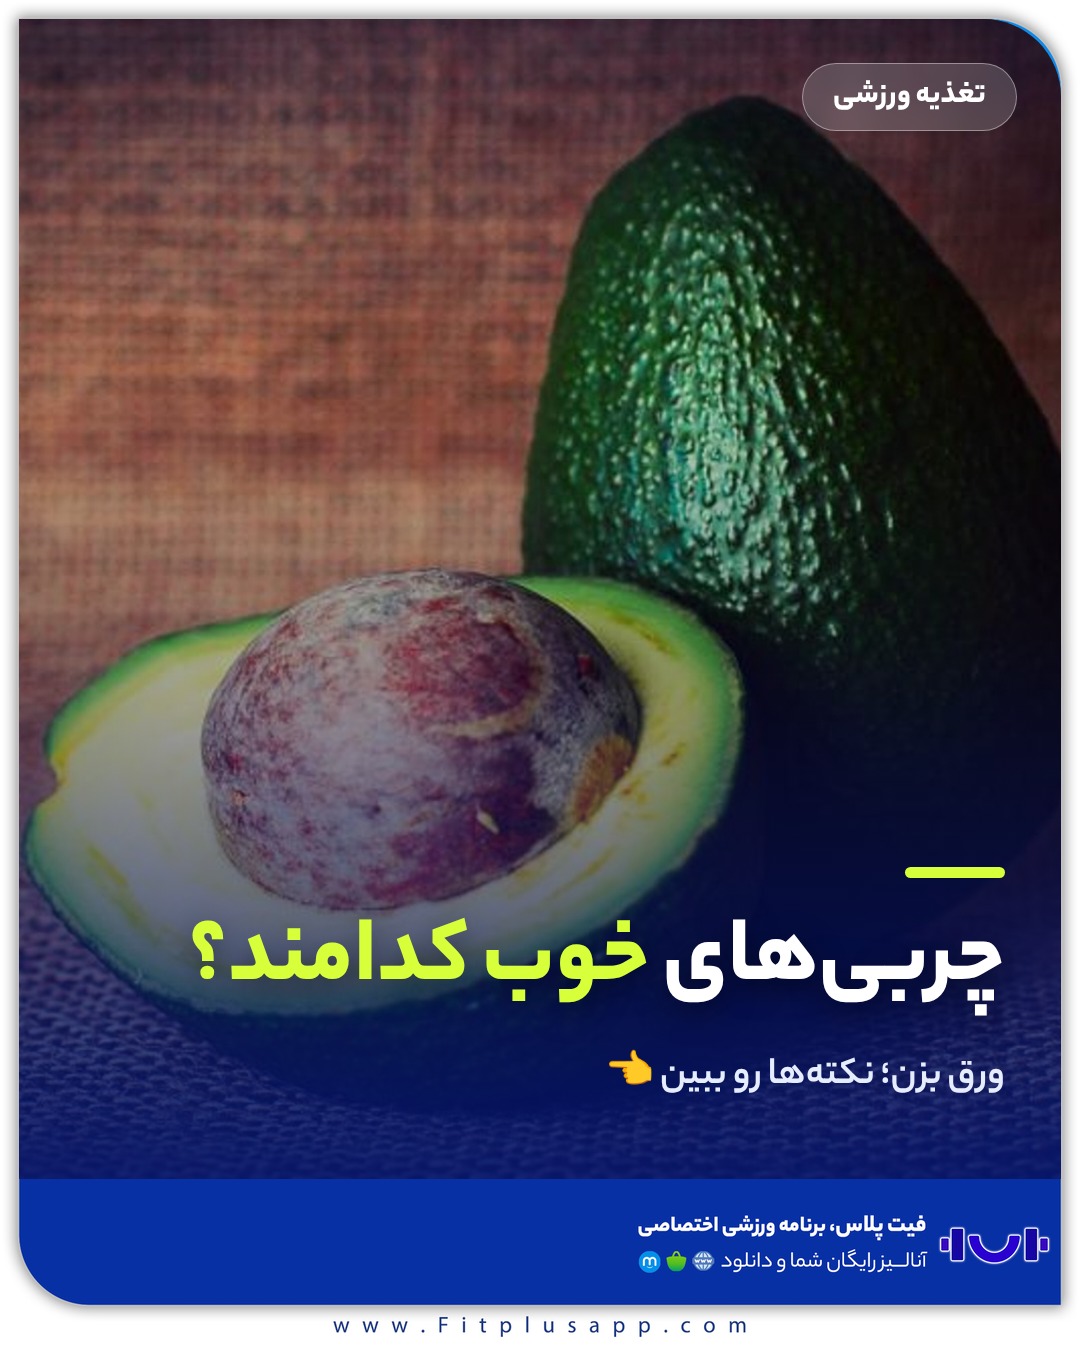 تغذیه ورزشی
چربی‌های خوب کدامند؟
ورق بزن؛ نکته‌ها رو ببین 👈
فیت پلاس، برنامه ورزشی اختصاصی
آنالــیز رایگان شما و دانلود
www.Fitplusapp.com